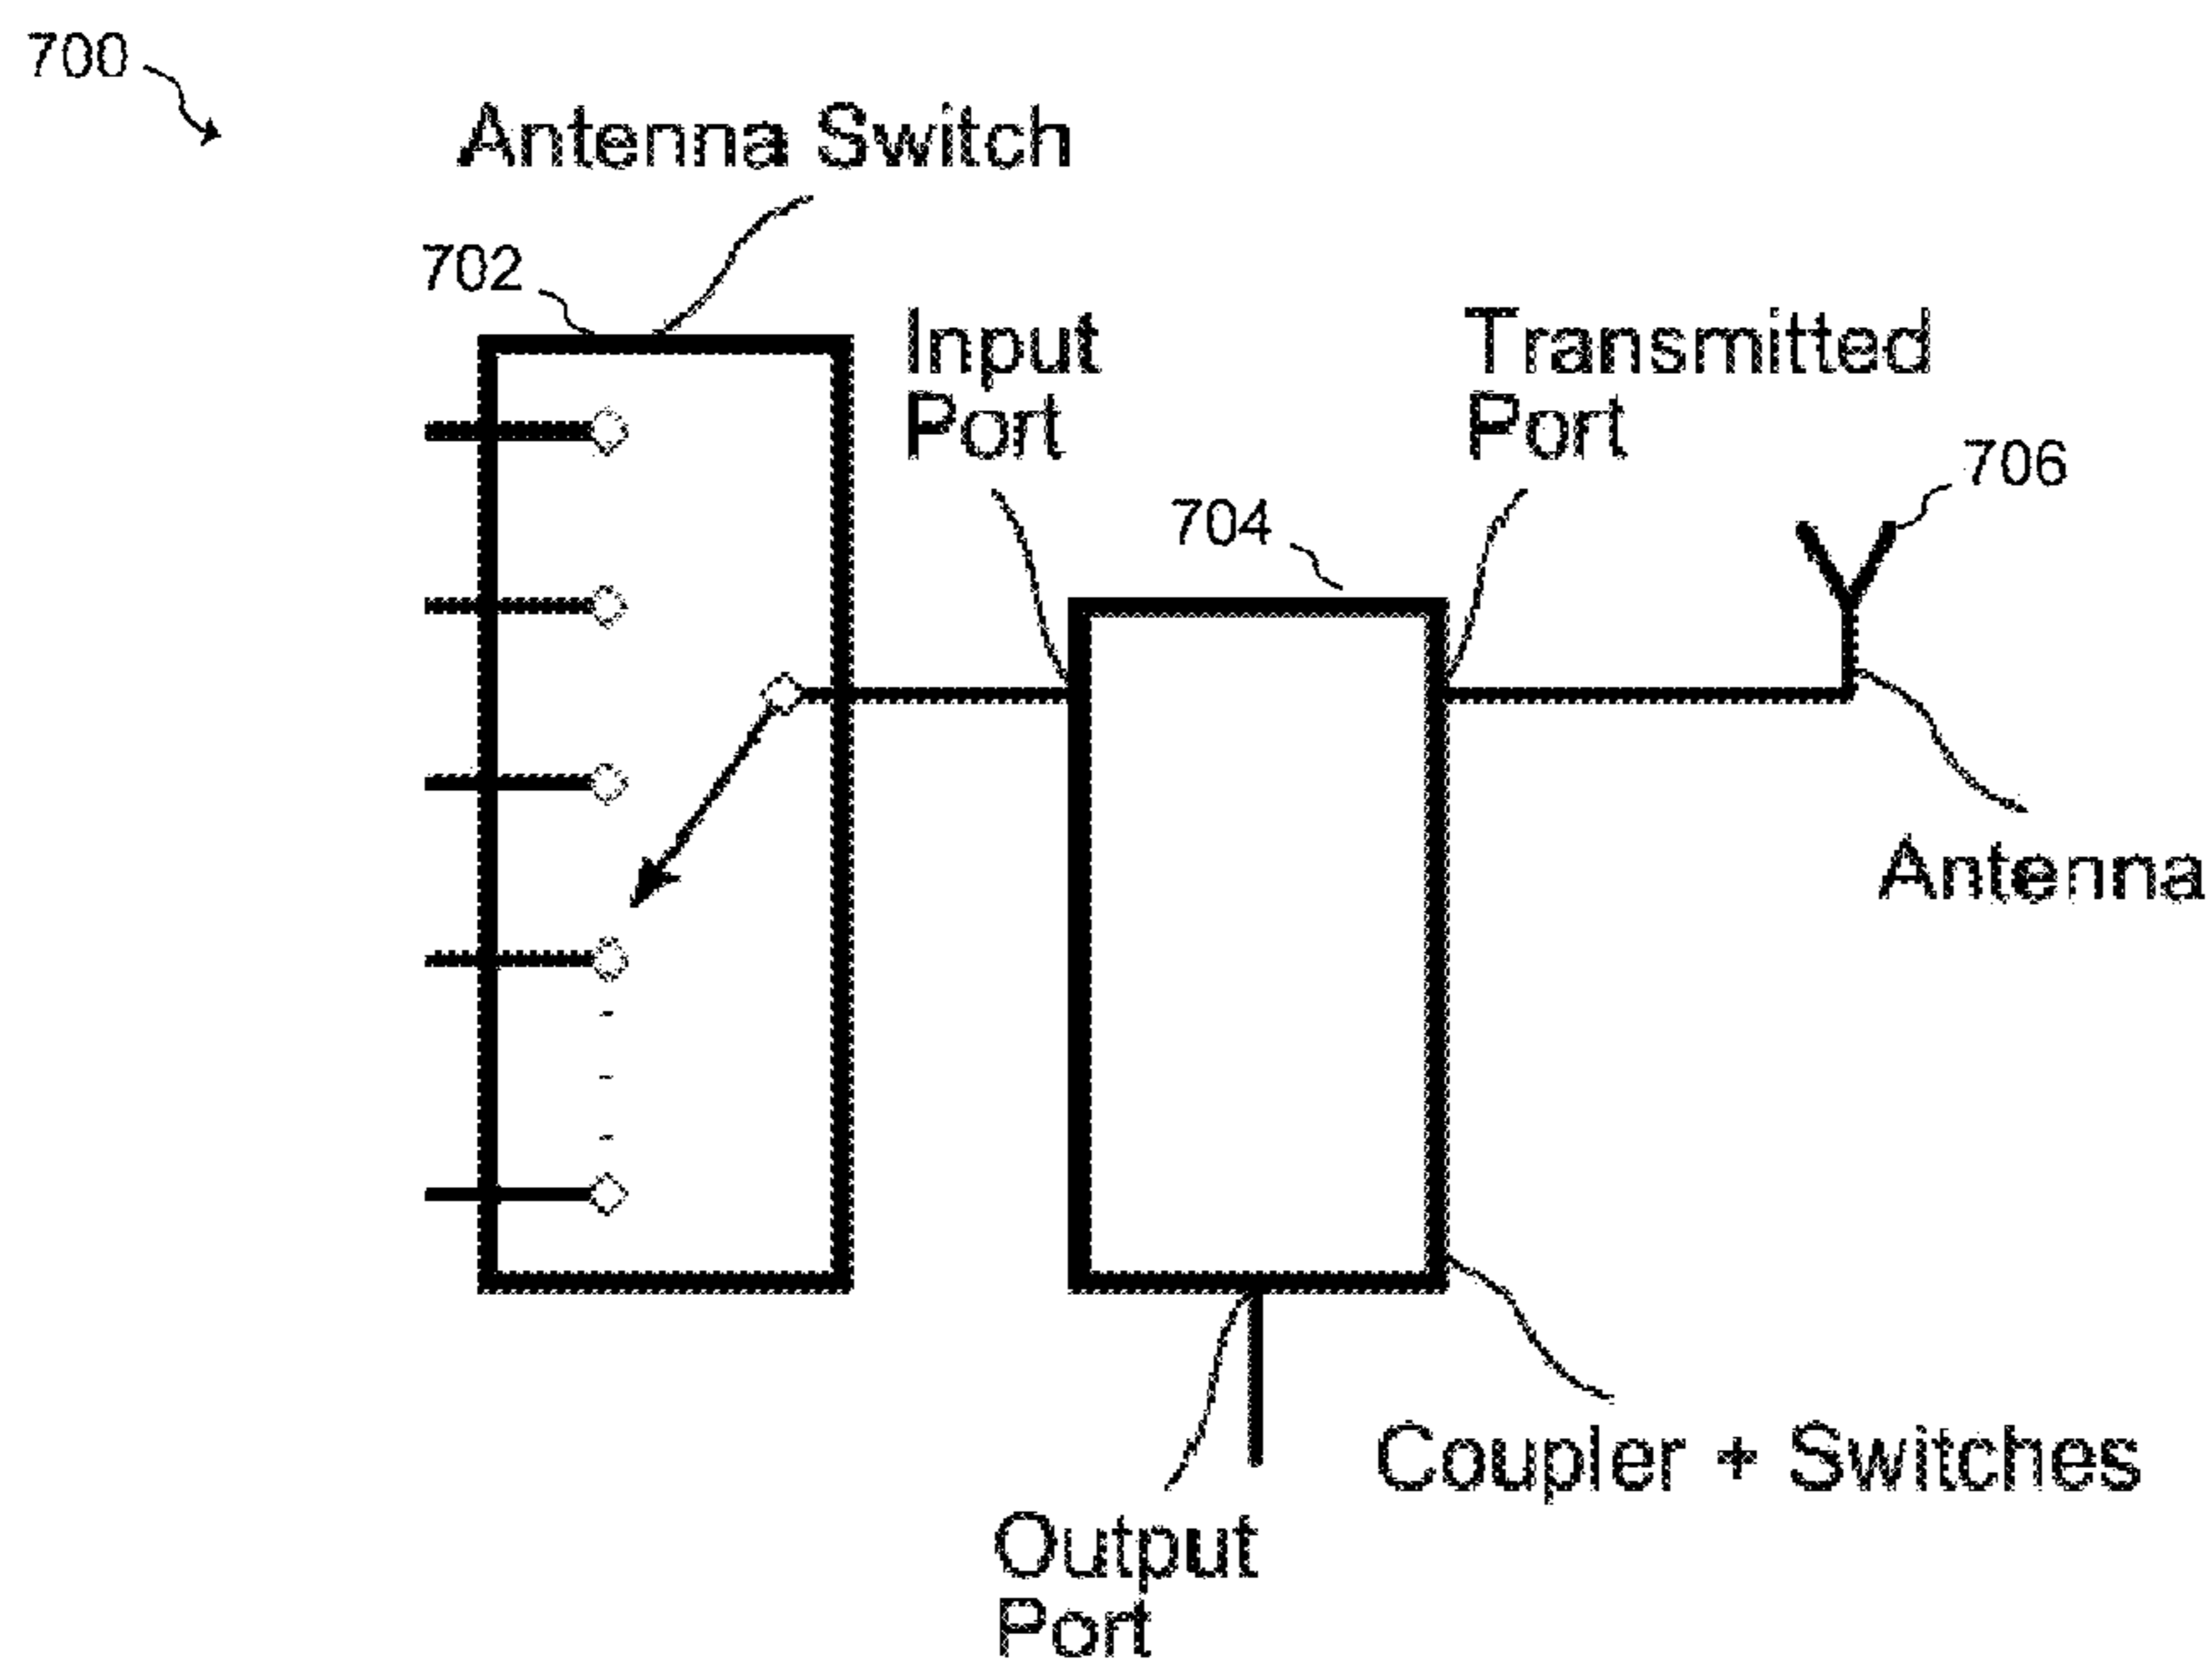 700
Antenna Switch
702
Input
Port
Transmitted
Port
706
704
Antenna
Coupler + Switches
Output
Port